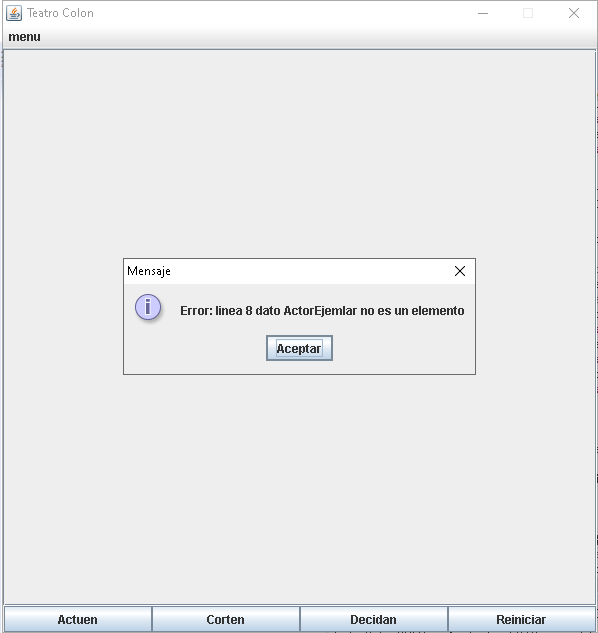 Teatro Colon
menu
Mensaje
Error: linea 8 dato ActorEjemlar no es un elemento
Aceptar
Actuen
Corten
Decidan
Reiniciar